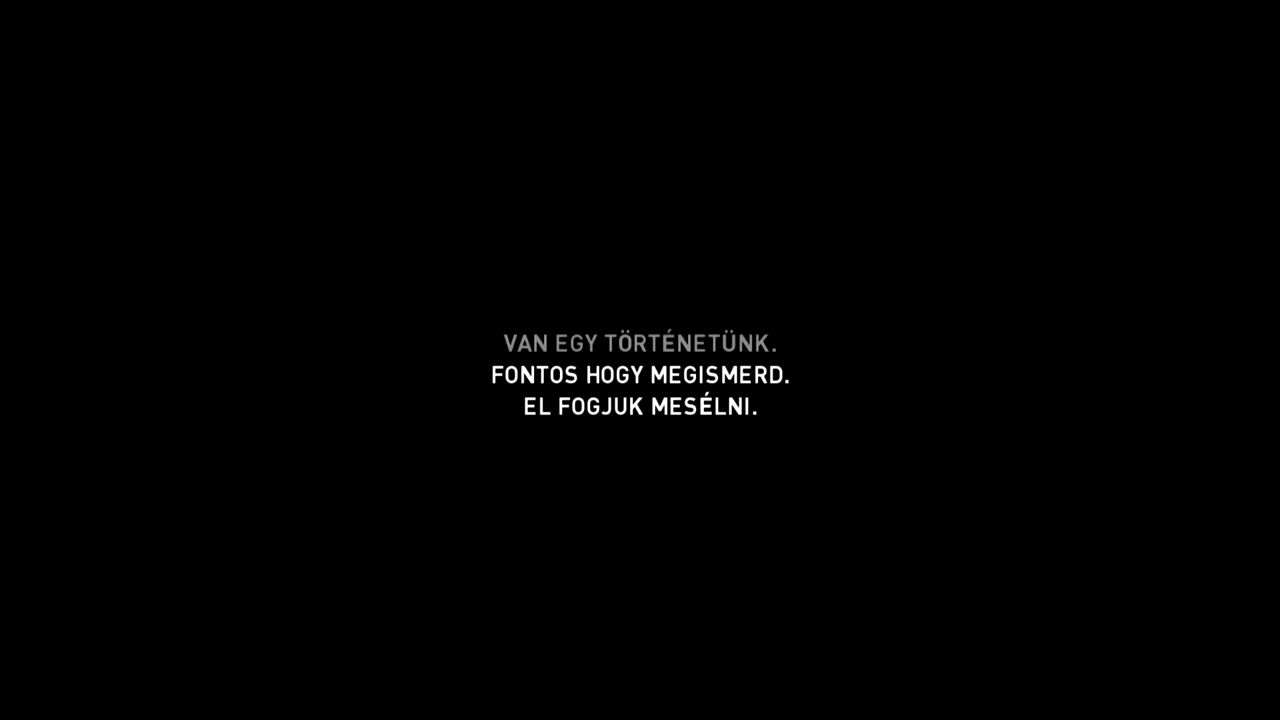 VAN EGY TÖRTÉNETÜNK.
FONTOS HOGY MEGISMERD.
EL FOGJUK MESÉLNI.